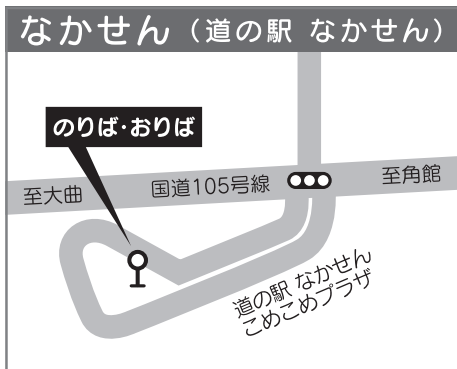 なかせん（道の駅 なかせん）
のりば・おりば
至大曲
国道105号線
至角館
道の駅 なかせん
こめこめプラザ